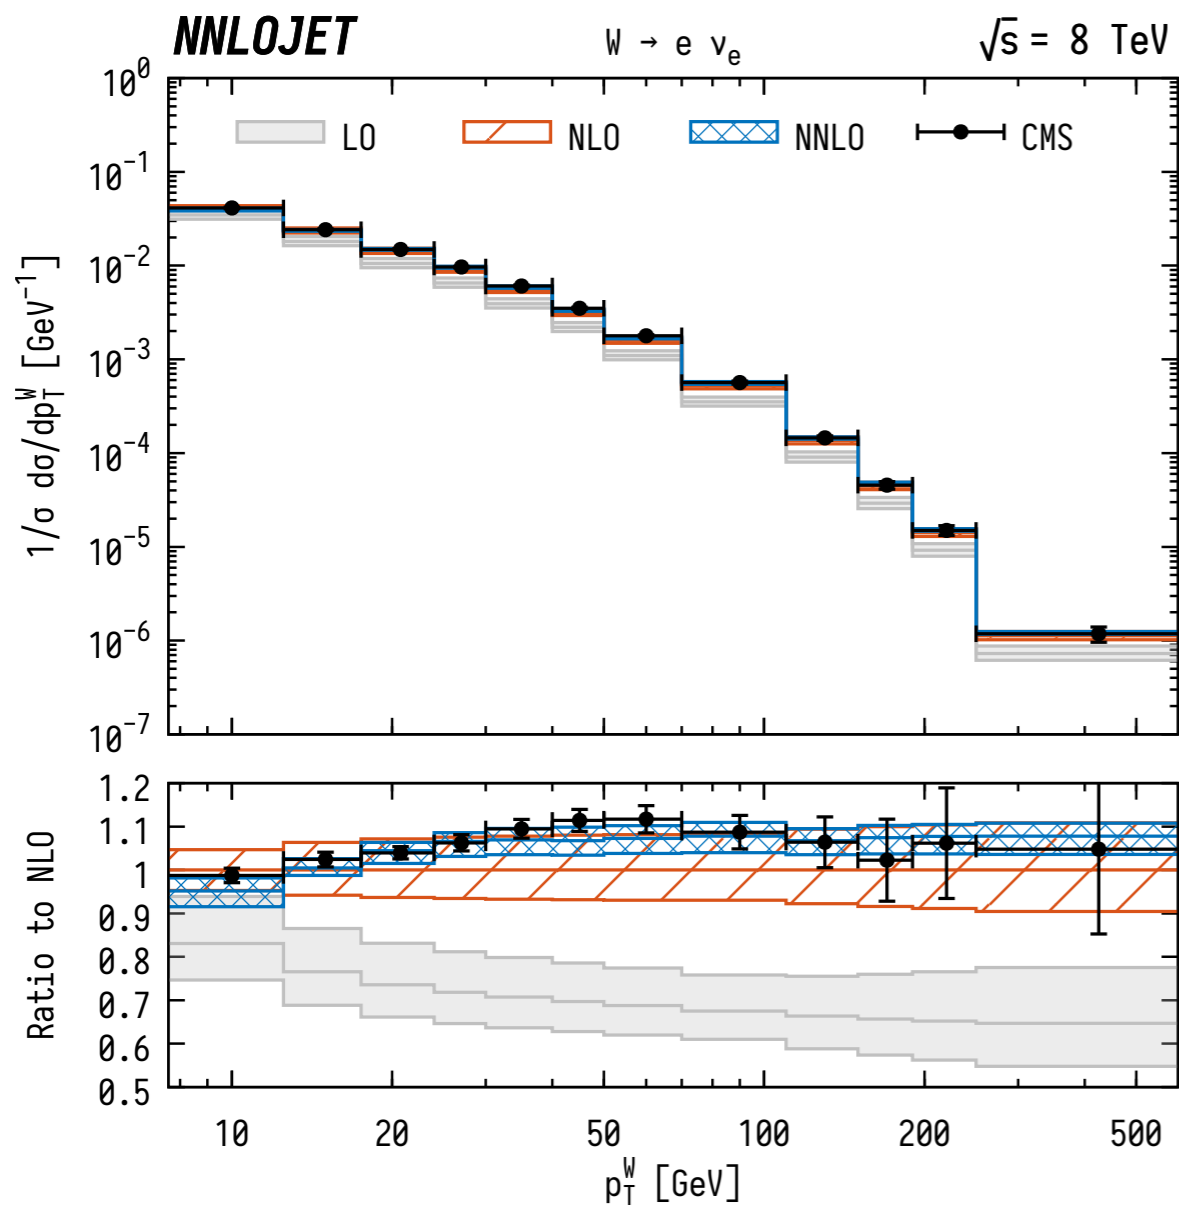 NNLOJET W → e νₑ √s = 8 TeV
LO NLO NNLO CMS
1/σ dσ/dp_T^W [GeV⁻¹]
10⁰
10⁻¹
10⁻²
10⁻³
10⁻⁴
10⁻⁵
10⁻⁶
10⁻⁷
Ratio to NLO
1.2
1.1
1
0.9
0.8
0.7
0.6
0.5
10 20 50 100 200 500
p_T^W [GeV]